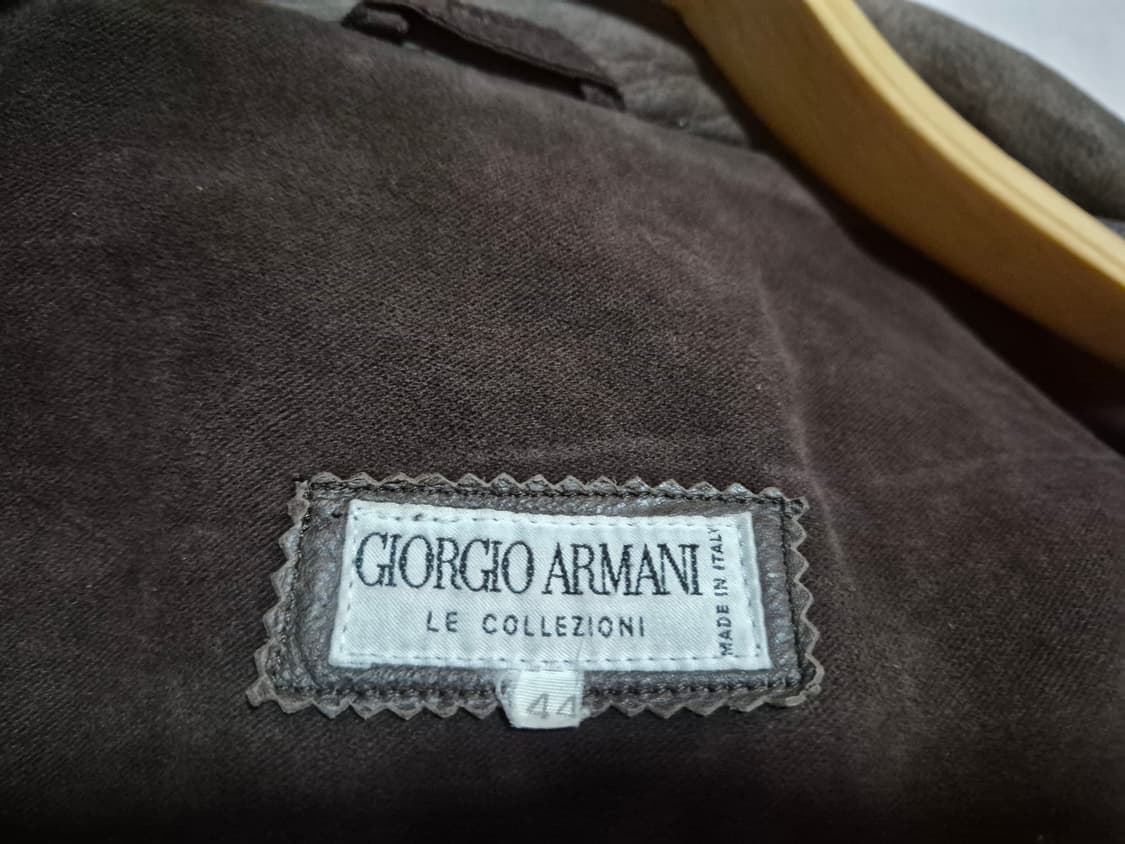 GIORGIO ARMANI
LE COLLEZIONI
MADE IN ITALY
44